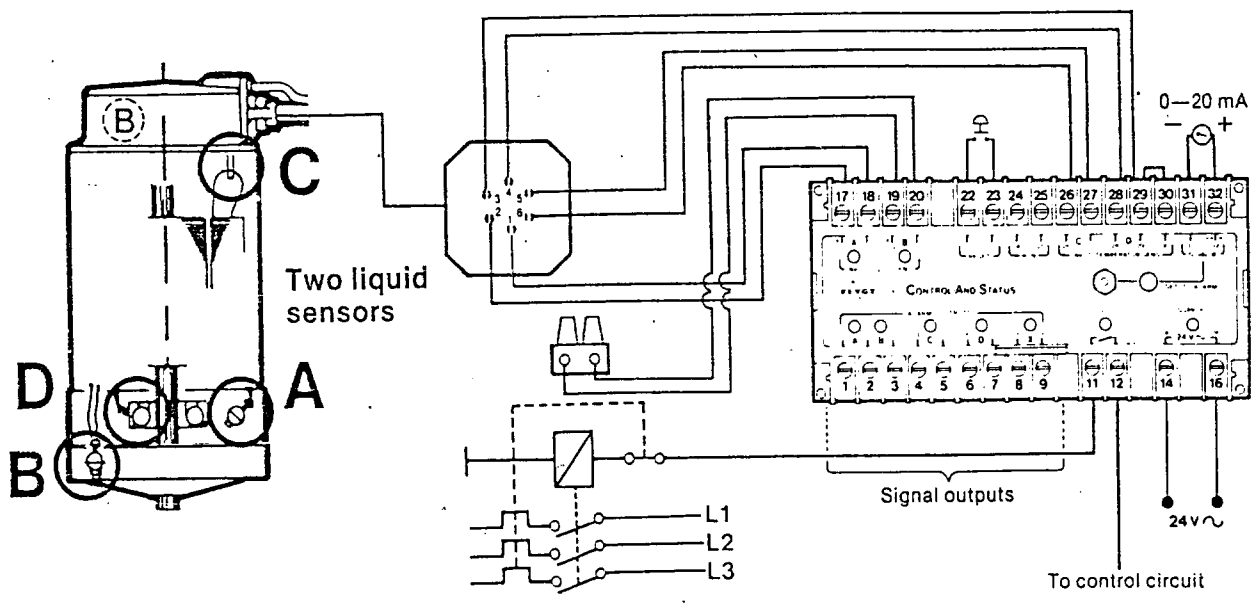 B
C
Two liquid
sensors
D
A
B
3 4 5
2 1 6
0—20 mA
− +
17 18 19 20 22 23 24 25 26 27 28 29 30 31 32
A B C D
CONTROL AND STATUS
A B C D
24V
1 2 3 4 5 6 7 8 9 11 12 14 16
Signal outputs
24V ~
To control circuit
L1
L2
L3